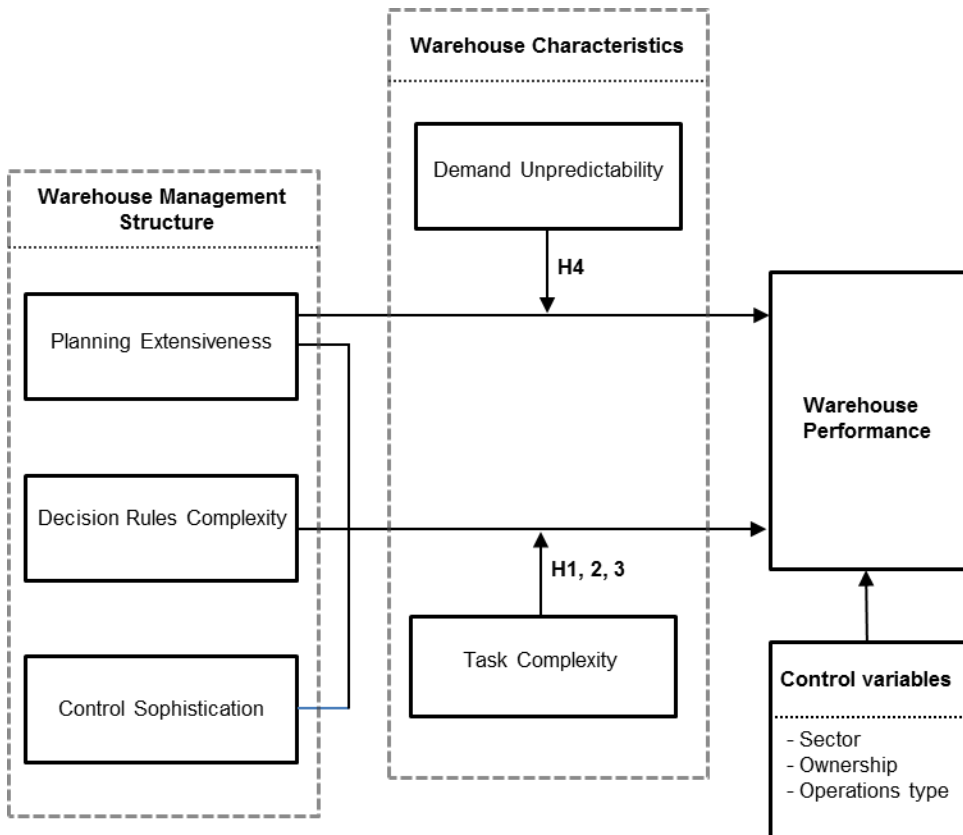 Warehouse Characteristics
Demand Unpredictability
H4
Warehouse Management
Structure
Planning Extensiveness
Decision Rules Complexity
Control Sophistication
H1, 2, 3
Task Complexity
Warehouse
Performance
Control variables
- Sector
- Ownership
- Operations type